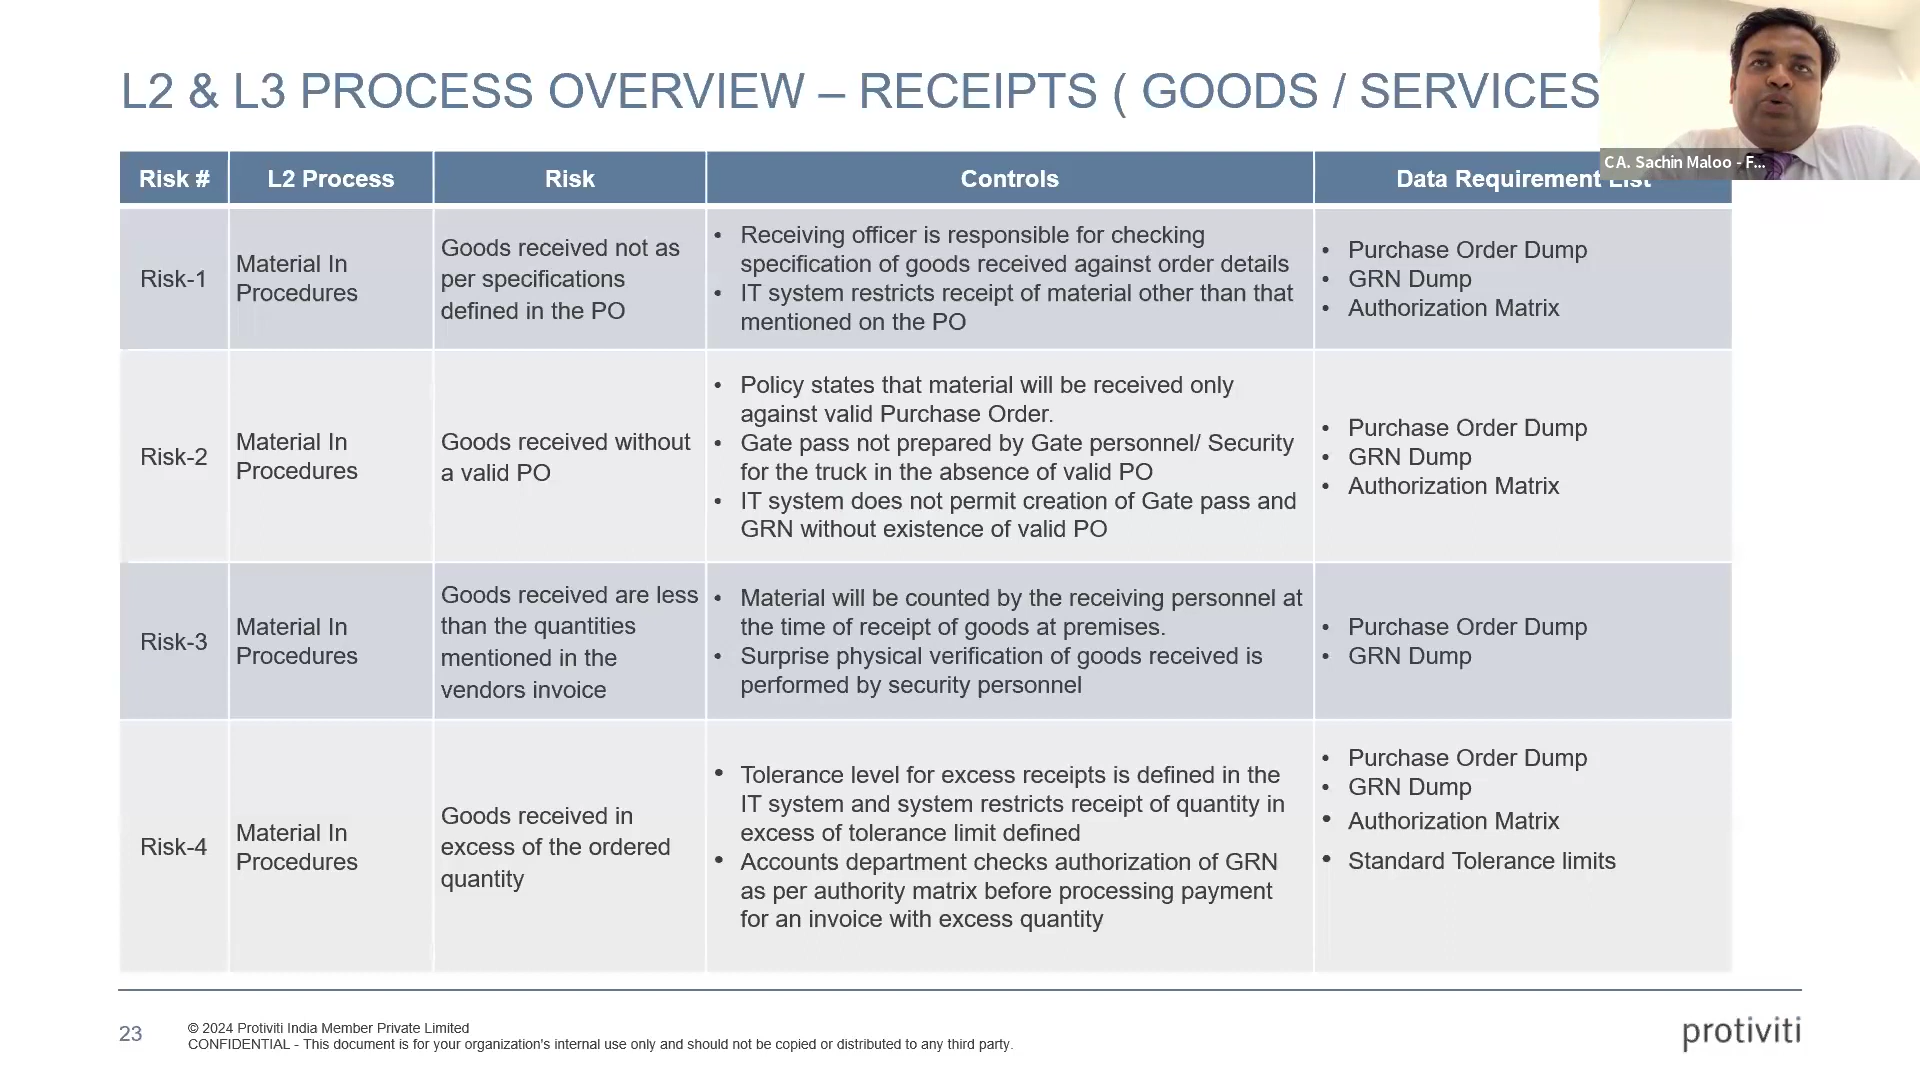 L2 & L3 PROCESS OVERVIEW – RECEIPTS ( GOODS / SERVICES
CA. Sachin Maloo - F...
Risk #
L2 Process
Risk
Controls
Data Requirement List
Risk-1
Material In
Procedures
Goods received not as
per specifications
defined in the PO
• Receiving officer is responsible for checking
specification of goods received against order details
• IT system restricts receipt of material other than that
mentioned on the PO
• Purchase Order Dump
• GRN Dump
• Authorization Matrix
Risk-2
Material In
Procedures
Goods received without
a valid PO
• Policy states that material will be received only
against valid Purchase Order.
• Gate pass not prepared by Gate personnel/ Security
for the truck in the absence of valid PO
• IT system does not permit creation of Gate pass and
GRN without existence of valid PO
• Purchase Order Dump
• GRN Dump
• Authorization Matrix
Risk-3
Material In
Procedures
Goods received are less
than the quantities
mentioned in the
vendors invoice
• Material will be counted by the receiving personnel at
the time of receipt of goods at premises.
• Surprise physical verification of goods received is
performed by security personnel
• Purchase Order Dump
• GRN Dump
Risk-4
Material In
Procedures
Goods received in
excess of the ordered
quantity
• Tolerance level for excess receipts is defined in the
IT system and system restricts receipt of quantity in
excess of tolerance limit defined
• Accounts department checks authorization of GRN
as per authority matrix before processing payment
for an invoice with excess quantity
• Purchase Order Dump
• GRN Dump
• Authorization Matrix
• Standard Tolerance limits
23
© 2024 Protiviti India Member Private Limited
CONFIDENTIAL - This document is for your organization's internal use only and should not be copied or distributed to any third party.
protiviti